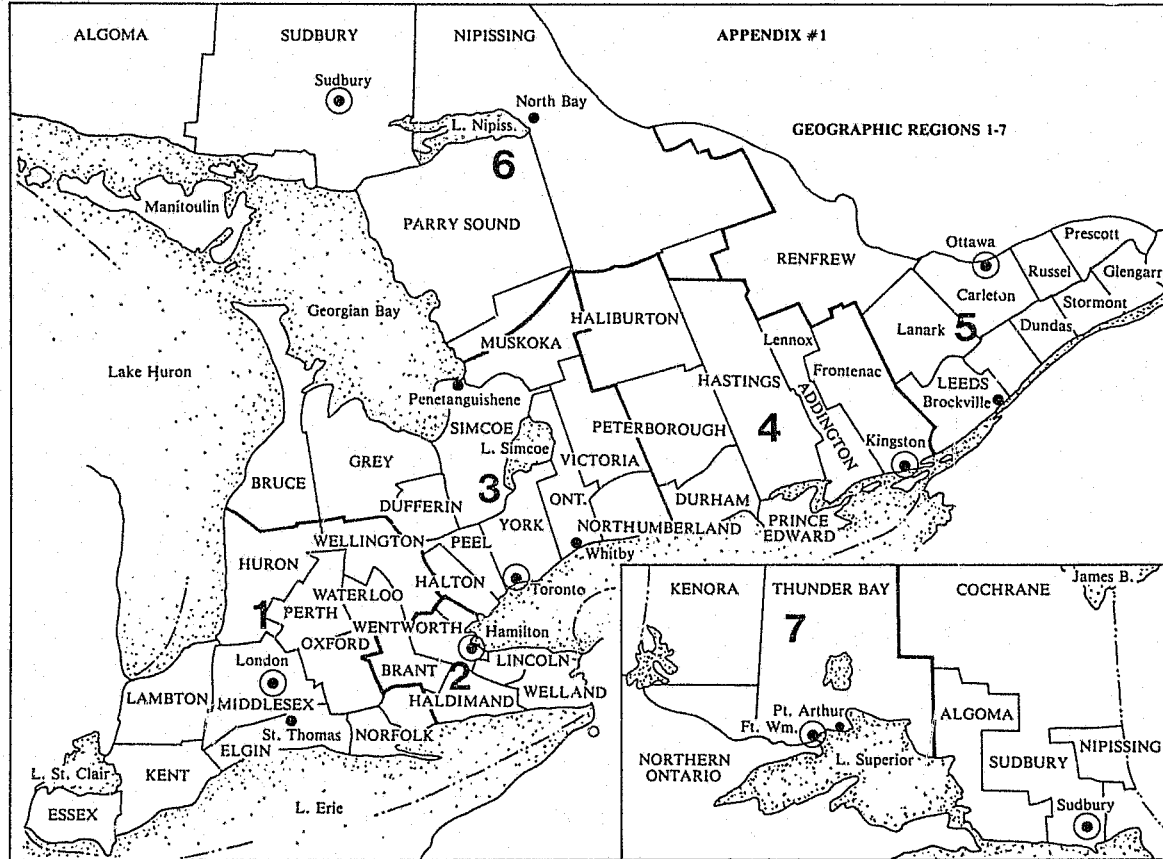 ALGOMA
SUDBURY
NIPISSING
APPENDIX #1
Sudbury
North Bay
L. Nipiss.
GEOGRAPHIC REGIONS 1-7
6
Manitoulin
PARRY SOUND
RENFREW
Ottawa
Prescott
Russel
Glengarr
Carleton
Stormont
Georgian Bay
HALIBURTON
Lanark
5
Dundas
MUSKOKA
Lennox
Lake Huron
Frontenac
HASTINGS
LEEDS
Penetanguishene
Brockville
ADDINGTON
SIMCOE
PETERBOROUGH
4
Kingston
L. Simcoe
GREY
VICTORIA
BRUCE
3
ONT.
DUFFERIN
DURHAM
YORK
NORTHUMBERLAND
PRINCE
EDWARD
WELLINGTON
PEEL
Whitby
HURON
HALTON
Toronto
WATERLOO
PERTH
1
WENTWORTH
Hamilton
OXFORD
London
BRANT
LINCOLN
2
LAMBTON
MIDDLESEX
HALDIMAND
WELLAND
St. Thomas
NORFOLK
ELGIN
L. St. Clair
KENT
L. Erie
ESSEX
KENORA
THUNDER BAY
COCHRANE
James B.
7
Pt. Arthur
ALGOMA
Ft. Wm.
NORTHERN
ONTARIO
L. Superior
SUDBURY
NIPISSING
Sudbury